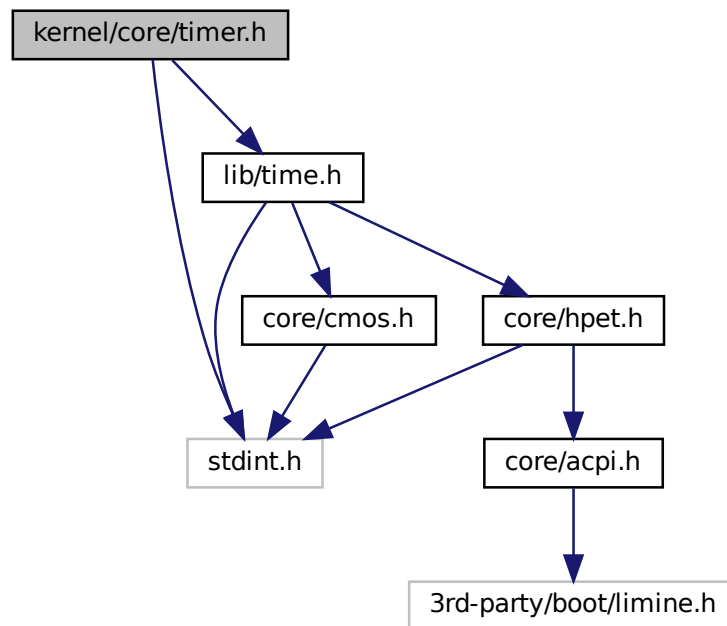 kernel/core/timer.h
lib/time.h
core/cmos.h
core/hpet.h
stdint.h
core/acpi.h
3rd-party/boot/limine.h